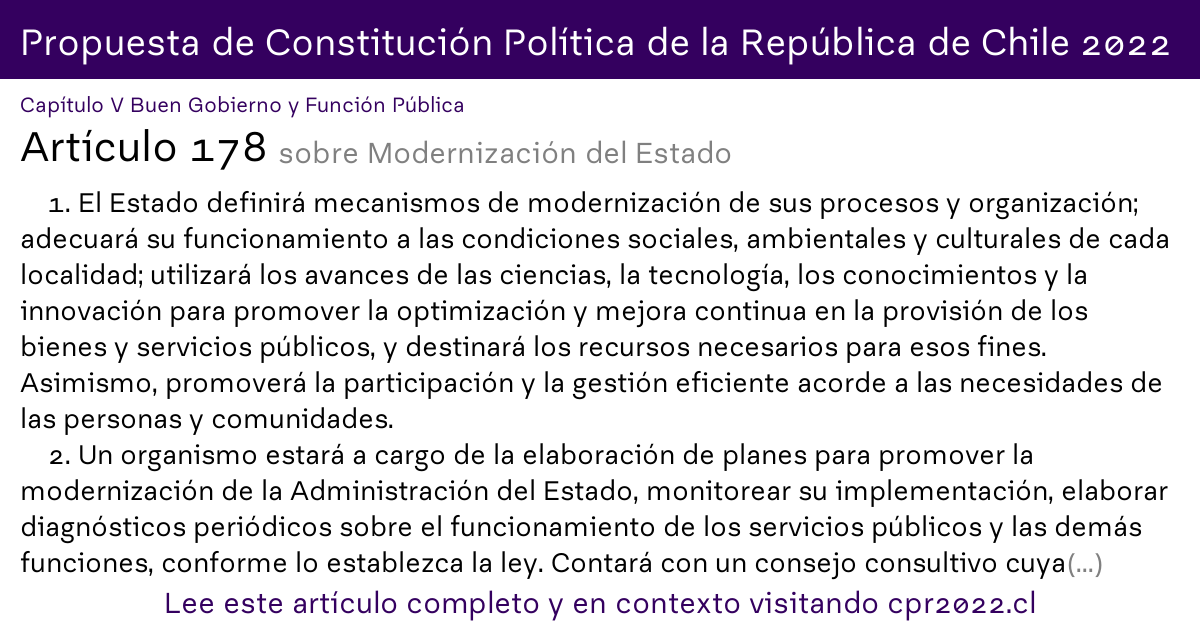 Propuesta de Constitución Política de la República de Chile 2022
Capítulo V Buen Gobierno y Función Pública
Artículo 178 sobre Modernización del Estado
1. El Estado definirá mecanismos de modernización de sus procesos y organización;
adecuará su funcionamiento a las condiciones sociales, ambientales y culturales de cada
localidad; utilizará los avances de las ciencias, la tecnología, los conocimientos y la
innovación para promover la optimización y mejora continua en la provisión de los
bienes y servicios públicos, y destinará los recursos necesarios para esos fines.
Asimismo, promoverá la participación y la gestión eficiente acorde a las necesidades de
las personas y comunidades.
2. Un organismo estará a cargo de la elaboración de planes para promover la
modernización de la Administración del Estado, monitorear su implementación, elaborar
diagnósticos periódicos sobre el funcionamiento de los servicios públicos y las demás
funciones, conforme lo establezca la ley. Contará con un consejo consultivo cuya(...)
Lee este artículo completo y en contexto visitando cpr2022.cl